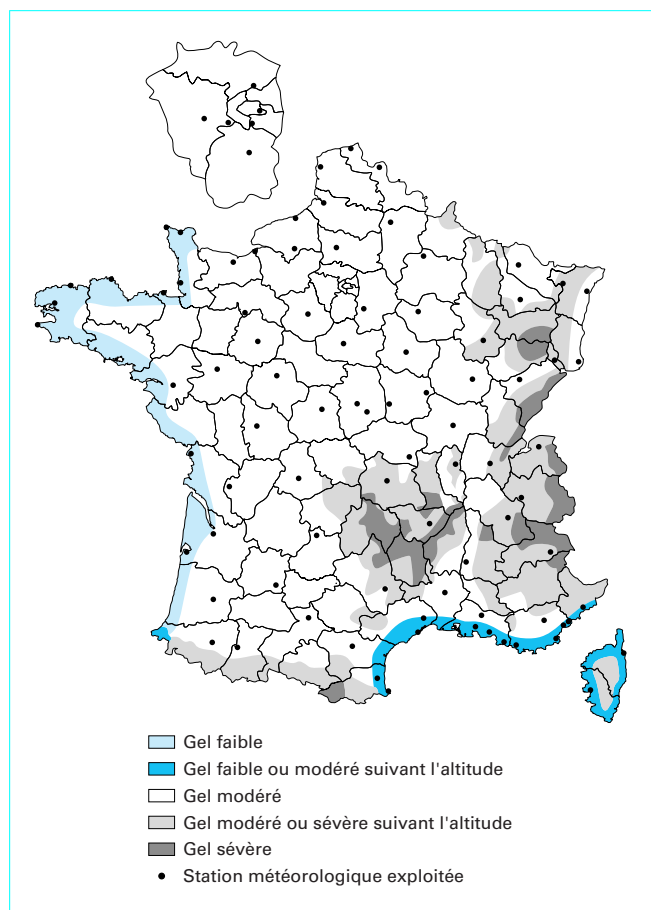 Gel faible
Gel faible ou modéré suivant l'altitude
Gel modéré
Gel modéré ou sévère suivant l'altitude
Gel sévère
Station météorologique exploitée